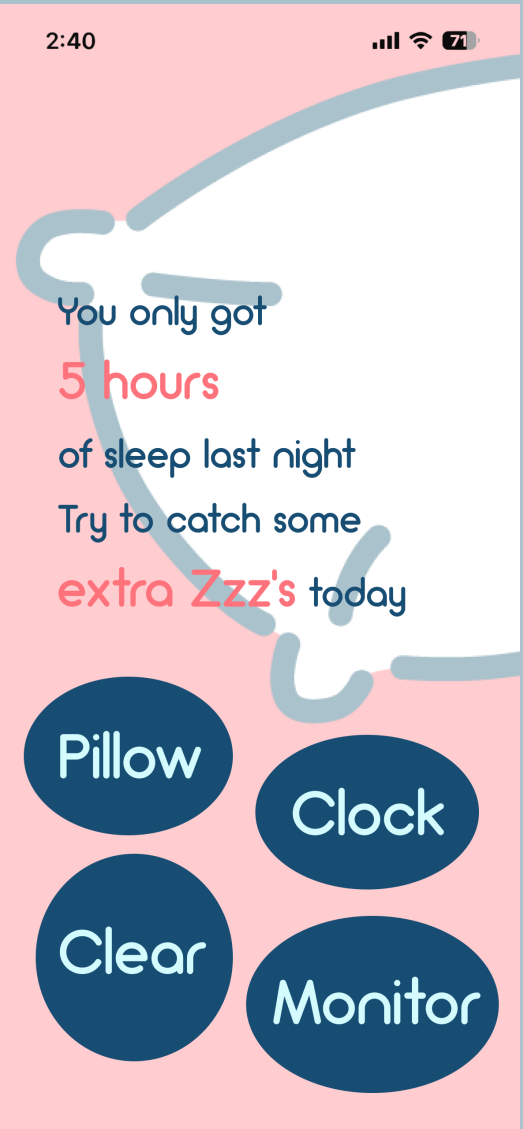 2:40
71
You only got
5 hours
of sleep last night
Try to catch some
extra Zzz's today
Pillow
Clock
Clear
Monitor